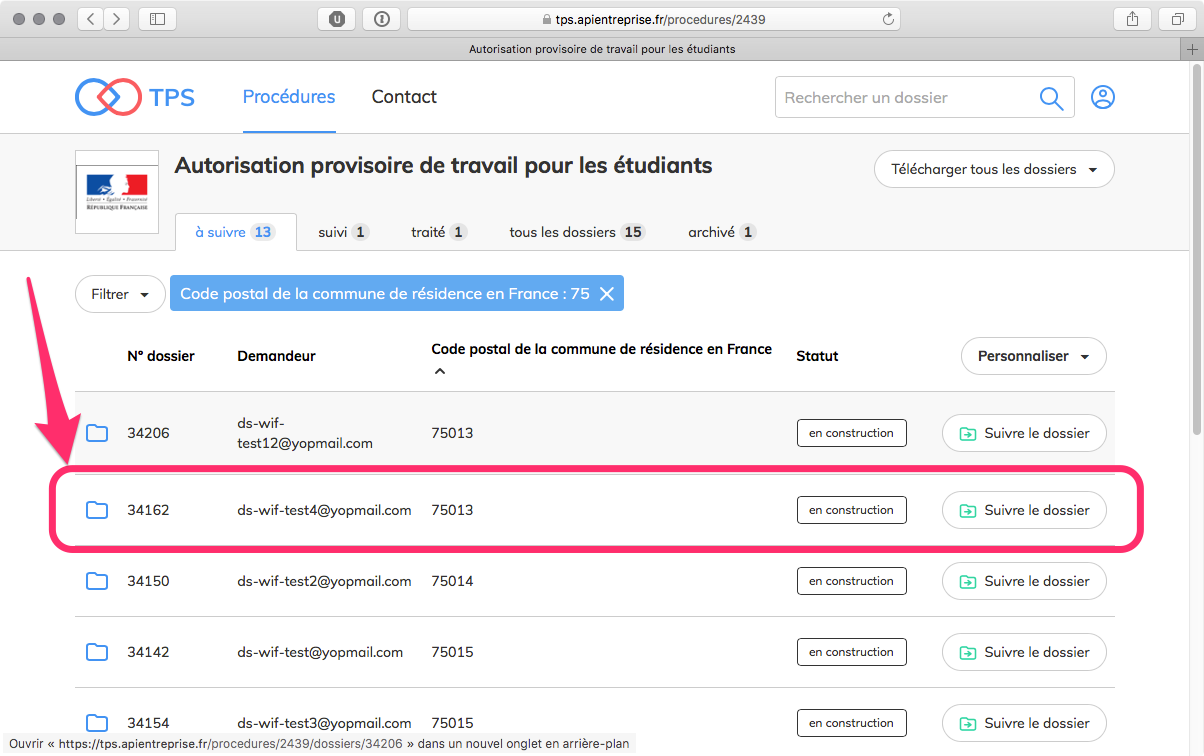 tps.apientreprise.fr/procedures/2439
Autorisation provisoire de travail pour les étudiants
TPS
Procédures
Contact
Rechercher un dossier
Liberté • Égalité • Fraternité
RÉPUBLIQUE FRANÇAISE
Autorisation provisoire de travail pour les étudiants
Télécharger tous les dossiers
à suivre 13
suivi 1
traité 1
tous les dossiers 15
archivé 1
Filtrer
Code postal de la commune de résidence en France : 75
N° dossier
Demandeur
Code postal de la commune de résidence en France
Statut
Personnaliser
34206
ds-wif-
test12@yopmail.com
75013
en construction
Suivre le dossier
34162
ds-wif-test4@yopmail.com
75013
en construction
Suivre le dossier
34150
ds-wif-test2@yopmail.com
75014
en construction
Suivre le dossier
34142
ds-wif-test@yopmail.com
75015
en construction
Suivre le dossier
34154
ds-wif-test3@yopmail.com
75015
en construction
Suivre le dossier
Ouvrir « https://tps.apientreprise.fr/procedures/2439/dossiers/34206 » dans un nouvel onglet en arrière-plan